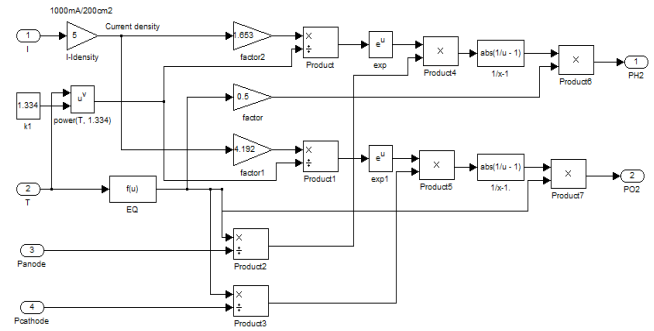 1000mA/200cm2
Current density
1
I
5
I-Idensity
1.653
factor2
×
÷
Product
e^u
exp
×
Product4
abs(1/u - 1)
1/x-1
×
Product6
1
PH2
1.334
k1
u^v
power(T, 1.334)
0.5
factor
4.192
factor1
×
÷
Product1
e^u
exp1
×
Product5
abs(1/u - 1)
1/x-1.
×
Product7
2
PO2
2
T
f(u)
EQ
3
Panode
×
÷
Product2
4
Pcathode
×
÷
Product3